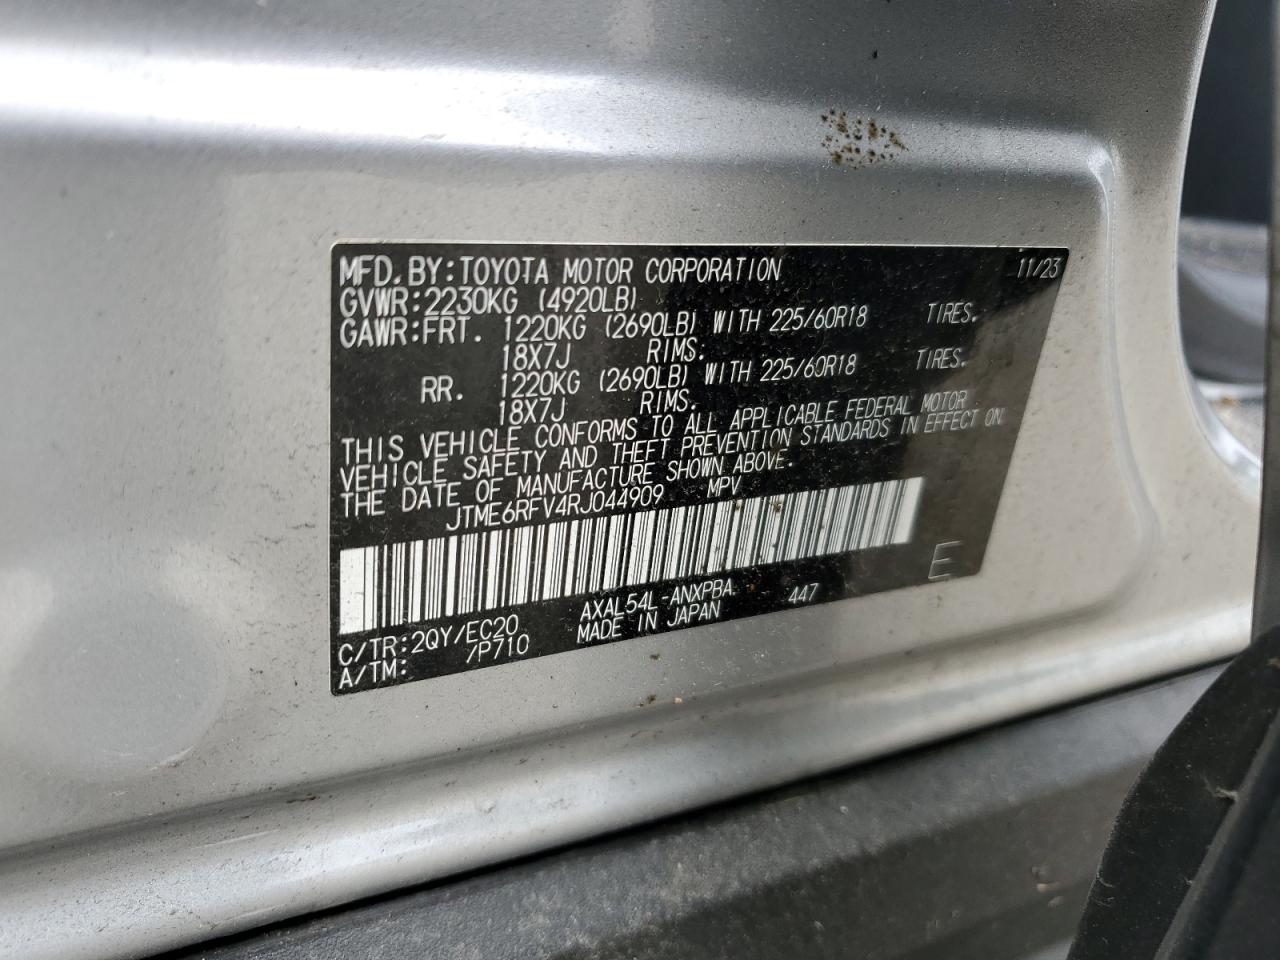 MFD. BY: TOYOTA MOTOR CORPORATION 11/23
GVWR: 2230KG (4920LB)
GAWR: FRT. 1220KG (2690LB) WITH 225/60R18 TIRES.
18X7J RIMS.
RR. 1220KG (2690LB) WITH 225/60R18 TIRES.
18X7J RIMS.
THIS VEHICLE CONFORMS TO ALL APPLICABLE FEDERAL MOTOR
VEHICLE SAFETY AND THEFT PREVENTION STANDARDS IN EFFECT ON
THE DATE OF MANUFACTURE SHOWN ABOVE.
JTME6RFV4RJ044909 MPV
E
C/TR: 2QY/EC20 AXAL54L-ANXPBA 447
A/TM: /P710 MADE IN JAPAN